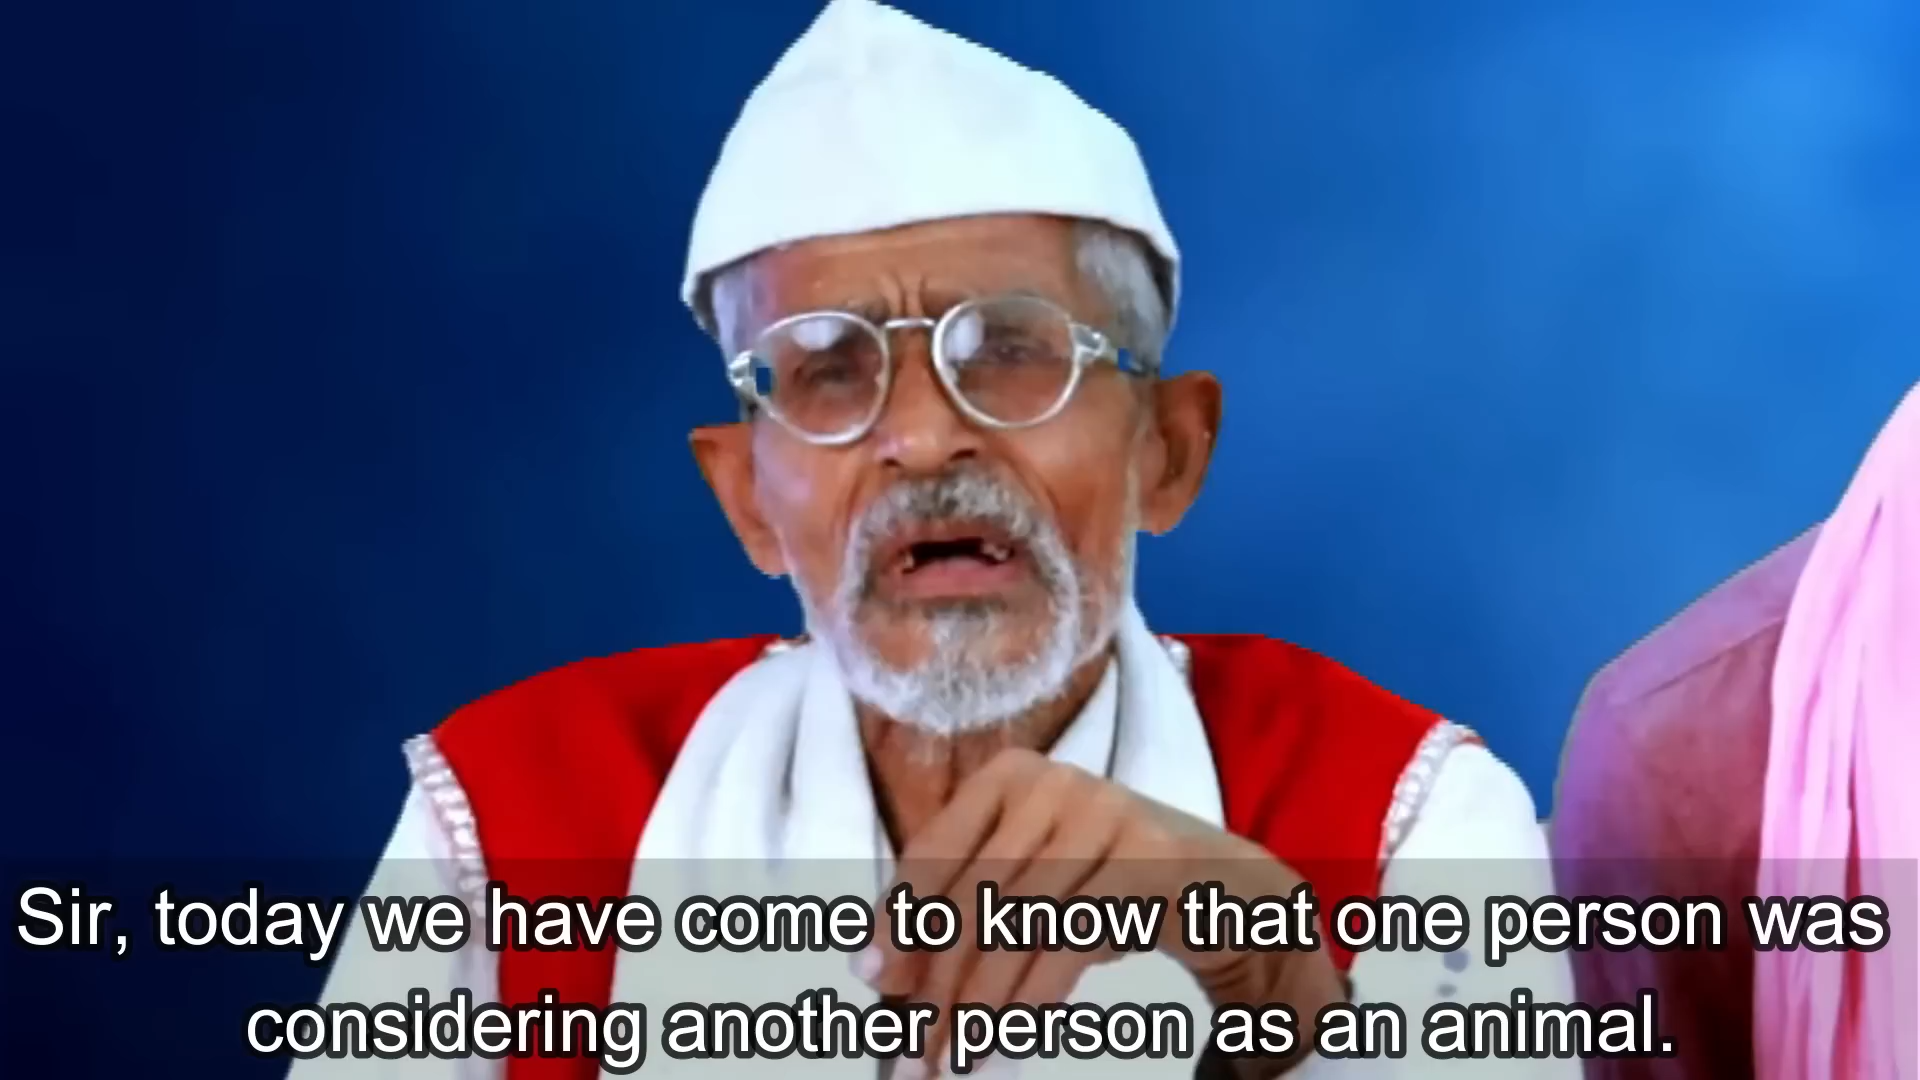 Sir, today we have come to know that one person was
considering another person as an animal.